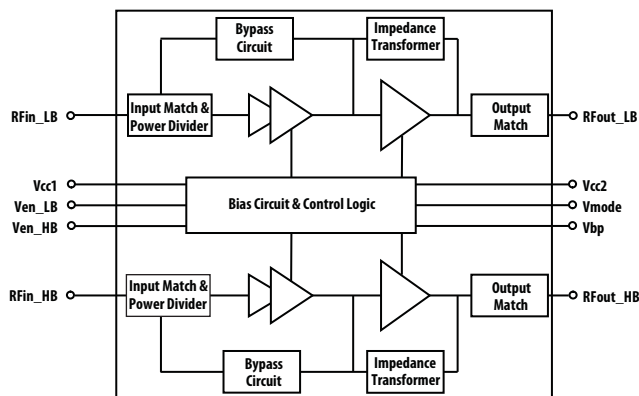 Bypass
Circuit
Impedance
Transformer
RFin_LB
Input Match &
Power Divider
Output
Match
RFout_LB
Vcc1
Ven_LB
Ven_HB
Bias Circuit & Control Logic
Vcc2
Vmode
Vbp
RFin_HB
Input Match &
Power Divider
Output
Match
RFout_HB
Bypass
Circuit
Impedance
Transformer